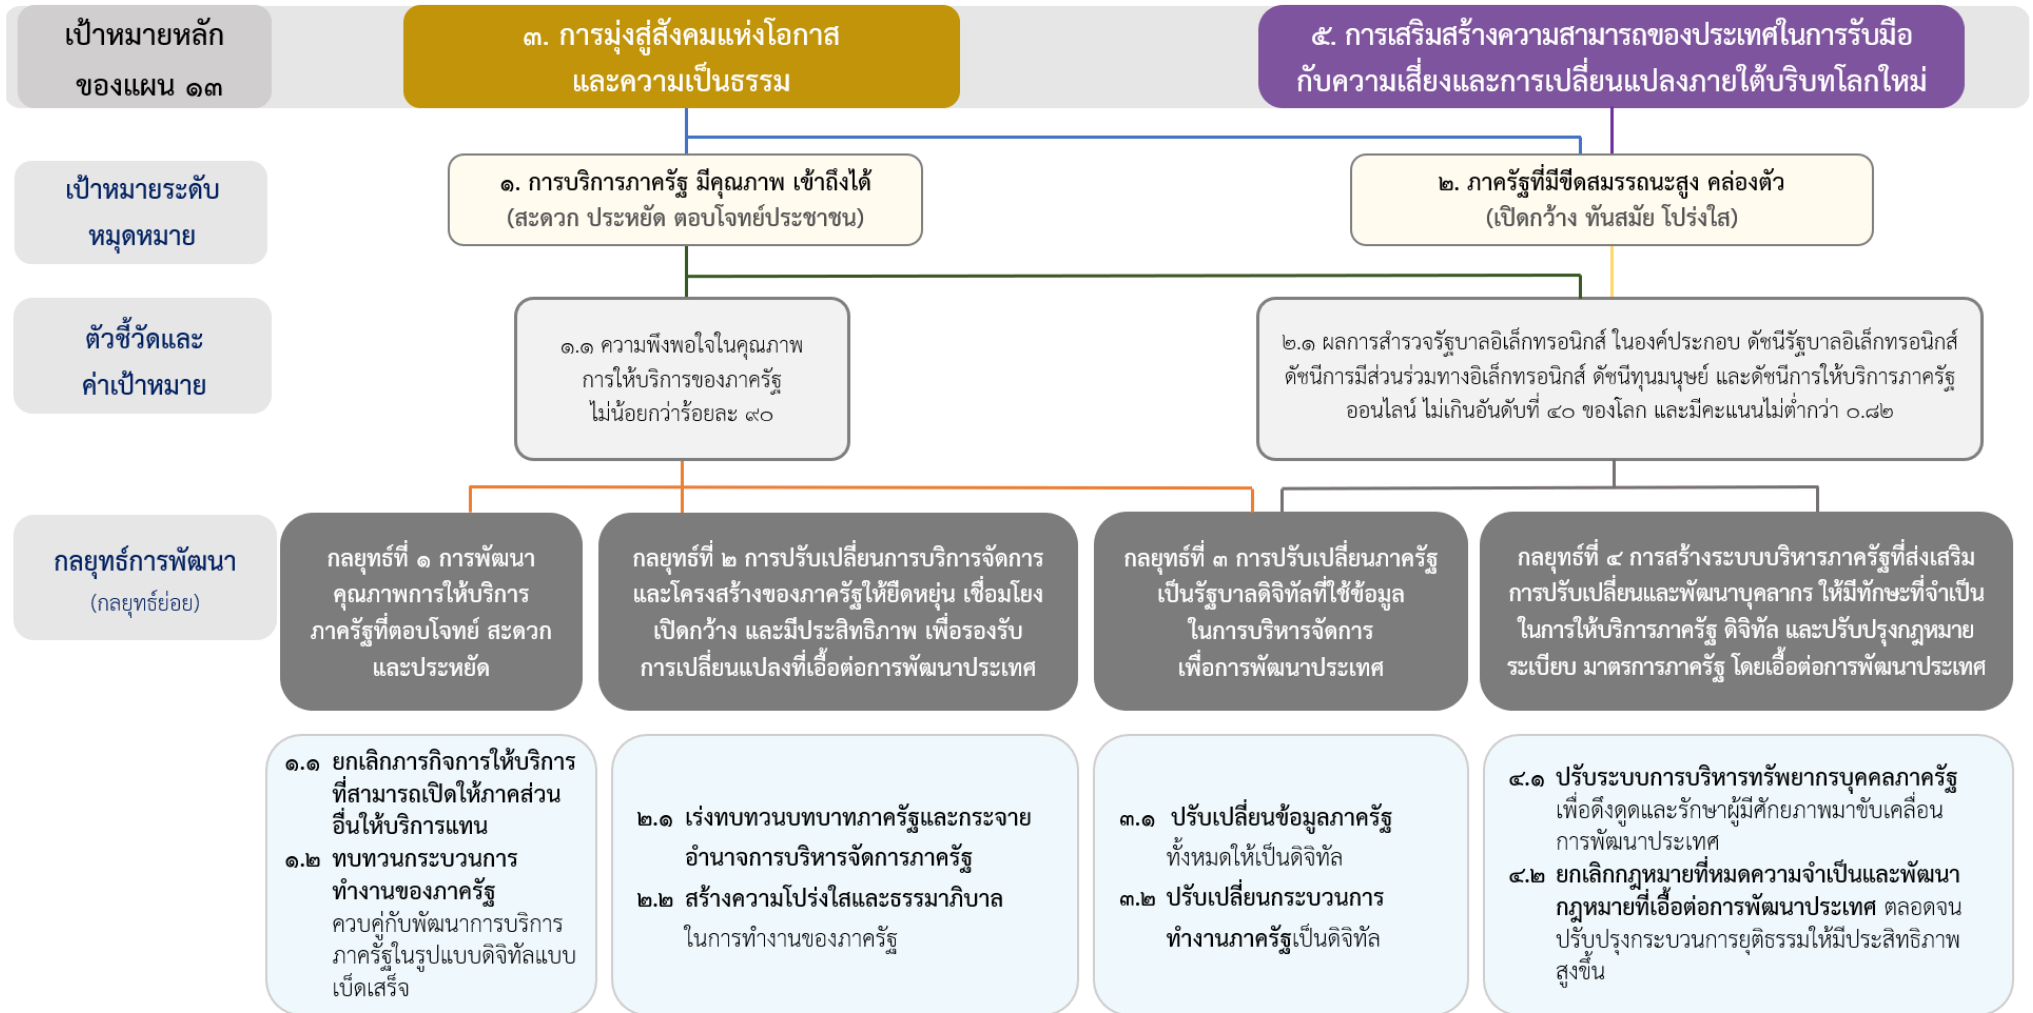 เป้าหมายหลัก
ของแผน ๑๓
๓. การมุ่งสู่สังคมแห่งโอกาส
และความเป็นธรรม
๕. การเสริมสร้างความสามารถของประเทศในการรับมือ
กับความเสี่ยงและการเปลี่ยนแปลงภายใต้บริบทโลกใหม่
เป้าหมายระดับ
หมุดหมาย
๑. การบริการภาครัฐ มีคุณภาพ เข้าถึงได้
(สะดวก ประหยัด ตอบโจทย์ประชาชน)
๒. ภาครัฐที่มีขีดสมรรถนะสูง คล่องตัว
(เปิดกว้าง ทันสมัย โปร่งใส)
ตัวชี้วัดและ
ค่าเป้าหมาย
๑.๑ ความพึงพอใจในคุณภาพ
การให้บริการของภาครัฐ
ไม่น้อยกว่าร้อยละ ๙๐
๒.๑ ผลการสำรวจรัฐบาลอิเล็กทรอนิกส์ ในองค์ประกอบ ดัชนีรัฐบาลอิเล็กทรอนิกส์
ดัชนีการมีส่วนร่วมทางอิเล็กทรอนิกส์ ดัชนีทุนมนุษย์ และดัชนีการให้บริการภาครัฐ
ออนไลน์ ไม่เกินอันดับที่ ๔๐ ของโลก และมีคะแนนไม่ต่ำกว่า ๐.๘๒
กลยุทธ์การพัฒนา
(กลยุทธ์ย่อย)
กลยุทธ์ที่ ๑ การพัฒนา
คุณภาพการให้บริการ
ภาครัฐที่ตอบโจทย์ สะดวก
และประหยัด
กลยุทธ์ที่ ๒ การปรับเปลี่ยนการบริการจัดการ
และโครงสร้างของภาครัฐให้ยืดหยุ่น เชื่อมโยง
เปิดกว้าง และมีประสิทธิภาพ เพื่อรองรับ
การเปลี่ยนแปลงที่เอื้อต่อการพัฒนาประเทศ
กลยุทธ์ที่ ๓ การปรับเปลี่ยนภาครัฐ
เป็นรัฐบาลดิจิทัลที่ใช้ข้อมูล
ในการบริหารจัดการ
เพื่อการพัฒนาประเทศ
กลยุทธ์ที่ ๔ การสร้างระบบบริหารภาครัฐที่ส่งเสริม
การปรับเปลี่ยนและพัฒนาบุคลากร ให้มีทักษะที่จำเป็น
ในการให้บริการภาครัฐ ดิจิทัล และปรับปรุงกฎหมาย
ระเบียบ มาตรการภาครัฐ โดยเอื้อต่อการพัฒนาประเทศ
๑.๑ ยกเลิกภารกิจการให้บริการ
ที่สามารถเปิดให้ภาคส่วน
อื่นให้บริการแทน
๑.๒ ทบทวนกระบวนการ
ทำงานของภาครัฐ
ควบคู่กับพัฒนาการบริการ
ภาครัฐในรูปแบบดิจิทัลแบบ
เบ็ดเสร็จ
๒.๑ เร่งทบทวนบทบาทภาครัฐและกระจาย
อำนาจการบริหารจัดการภาครัฐ
๒.๒ สร้างความโปร่งใสและธรรมาภิบาล
ในการทำงานของภาครัฐ
๓.๑ ปรับเปลี่ยนข้อมูลภาครัฐ
ทั้งหมดให้เป็นดิจิทัล
๓.๒ ปรับเปลี่ยนกระบวนการ
ทำงานภาครัฐเป็นดิจิทัล
๔.๑ ปรับระบบการบริหารทรัพยากรบุคคลภาครัฐ
เพื่อดึงดูดและรักษาผู้มีศักยภาพมาขับเคลื่อน
การพัฒนาประเทศ
๔.๒ ยกเลิกกฎหมายที่หมดความจำเป็นและพัฒนา
กฎหมายที่เอื้อต่อการพัฒนาประเทศ ตลอดจน
ปรับปรุงกระบวนการยุติธรรมให้มีประสิทธิภาพ
สูงขึ้น